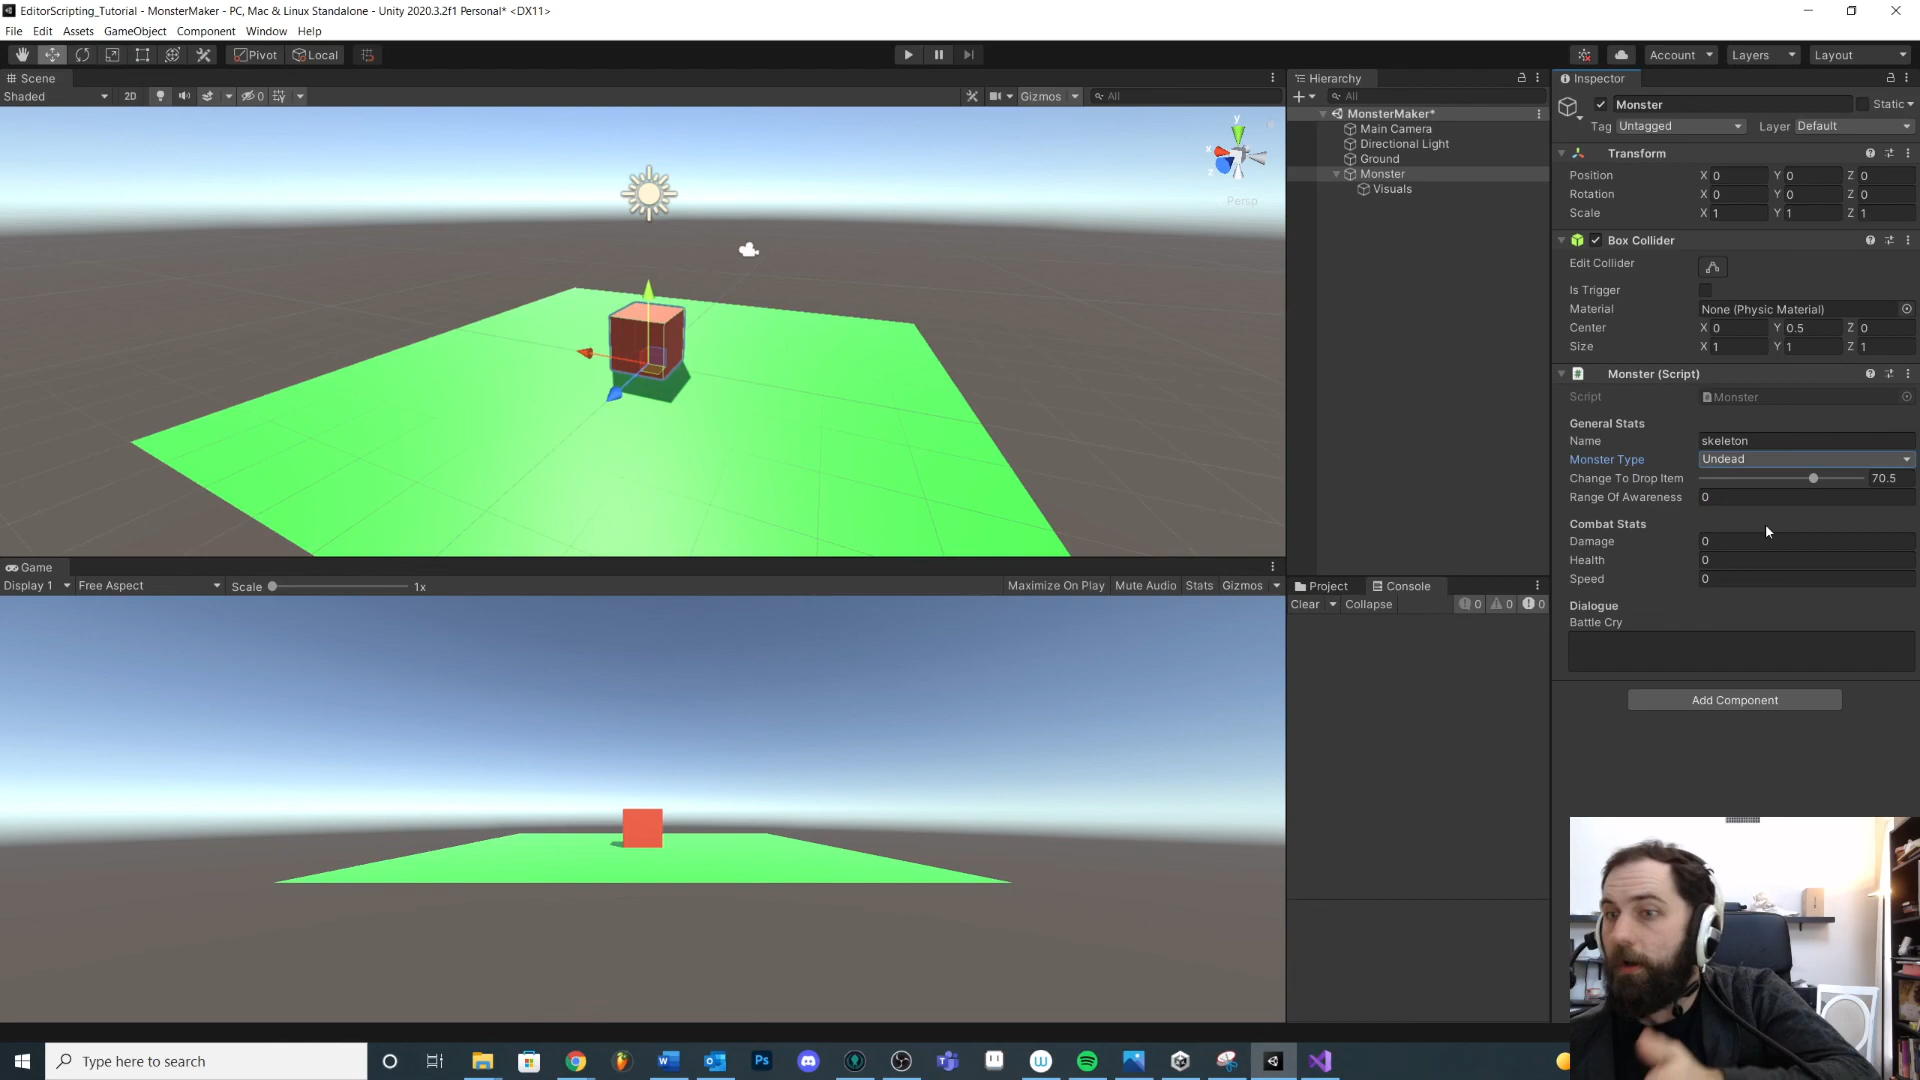 EditorScripting_Tutorial - MonsterMaker - PC, Mac & Linux Standalone - Unity 2020.3.2f1 Personal* <DX11>
File Edit Assets GameObject Component Window Help
Pivot Local
Account Layers Layout
Scene
Shaded 2D 0 Gizmos All
y x z
Persp
Hierarchy
All
MonsterMaker*
Main Camera
Directional Light
Ground
Monster
Visuals
Inspector
Monster Static
Tag Untagged Layer Default
Transform
Position X 0 Y 0 Z 0
Rotation X 0 Y 0 Z 0
Scale X 1 Y 1 Z 1
Box Collider
Edit Collider
Is Trigger
Material None (Physic Material)
Center X 0 Y 0.5 Z 0
Size X 1 Y 1 Z 1
Monster (Script)
Script Monster
General Stats
Name skeleton
Monster Type Undead
Change To Drop Item 70.5
Range Of Awareness 0
Combat Stats
Damage 0
Health 0
Speed 0
Dialogue
Battle Cry
Add Component
Game
Display 1 Free Aspect Scale 1x Maximize On Play Mute Audio Stats Gizmos
Project Console
Clear Collapse 0 0 0
Type here to search